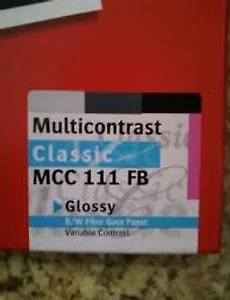 Multicontrast
Classic
MCC 111 FB
Glossy
B/W Fiber Base Paper
Variable Contrast